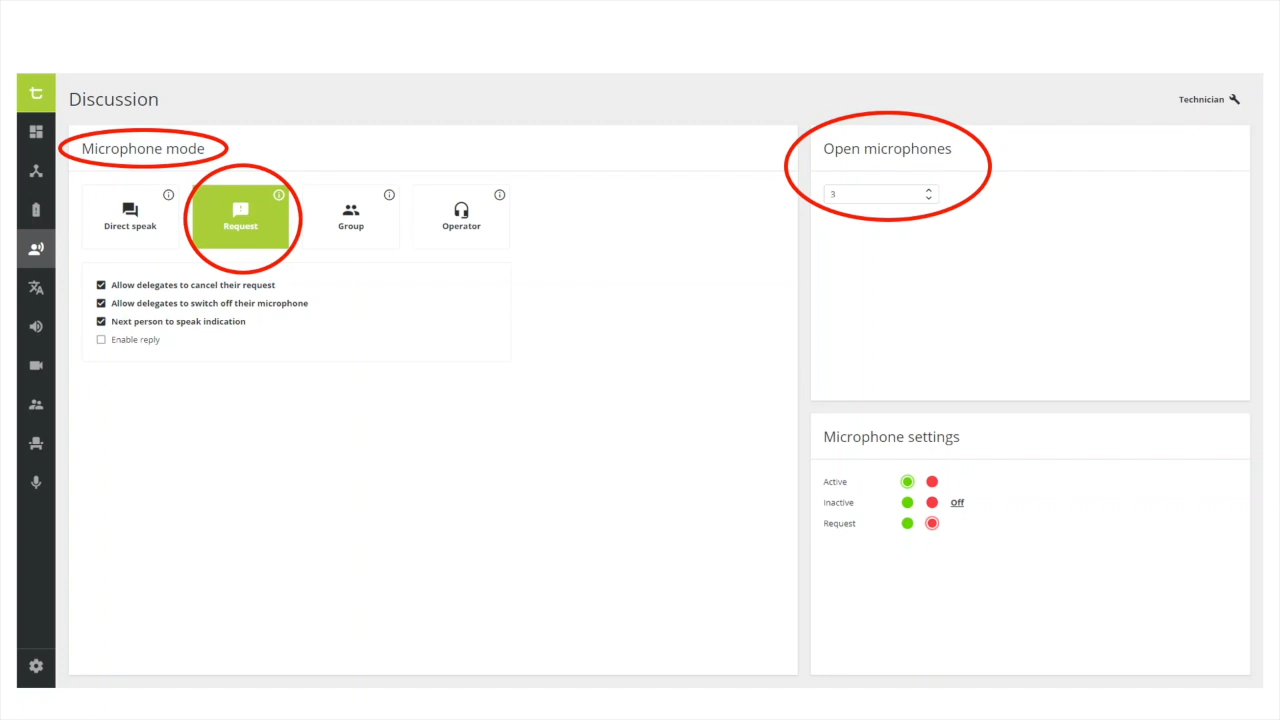 Discussion
Technician
Microphone mode
Direct speak
Request
Group
Operator
Allow delegates to cancel their request
Allow delegates to switch off their microphone
Next person to speak indication
Enable reply
Open microphones
3
Microphone settings
Active
Inactive
Off
Request